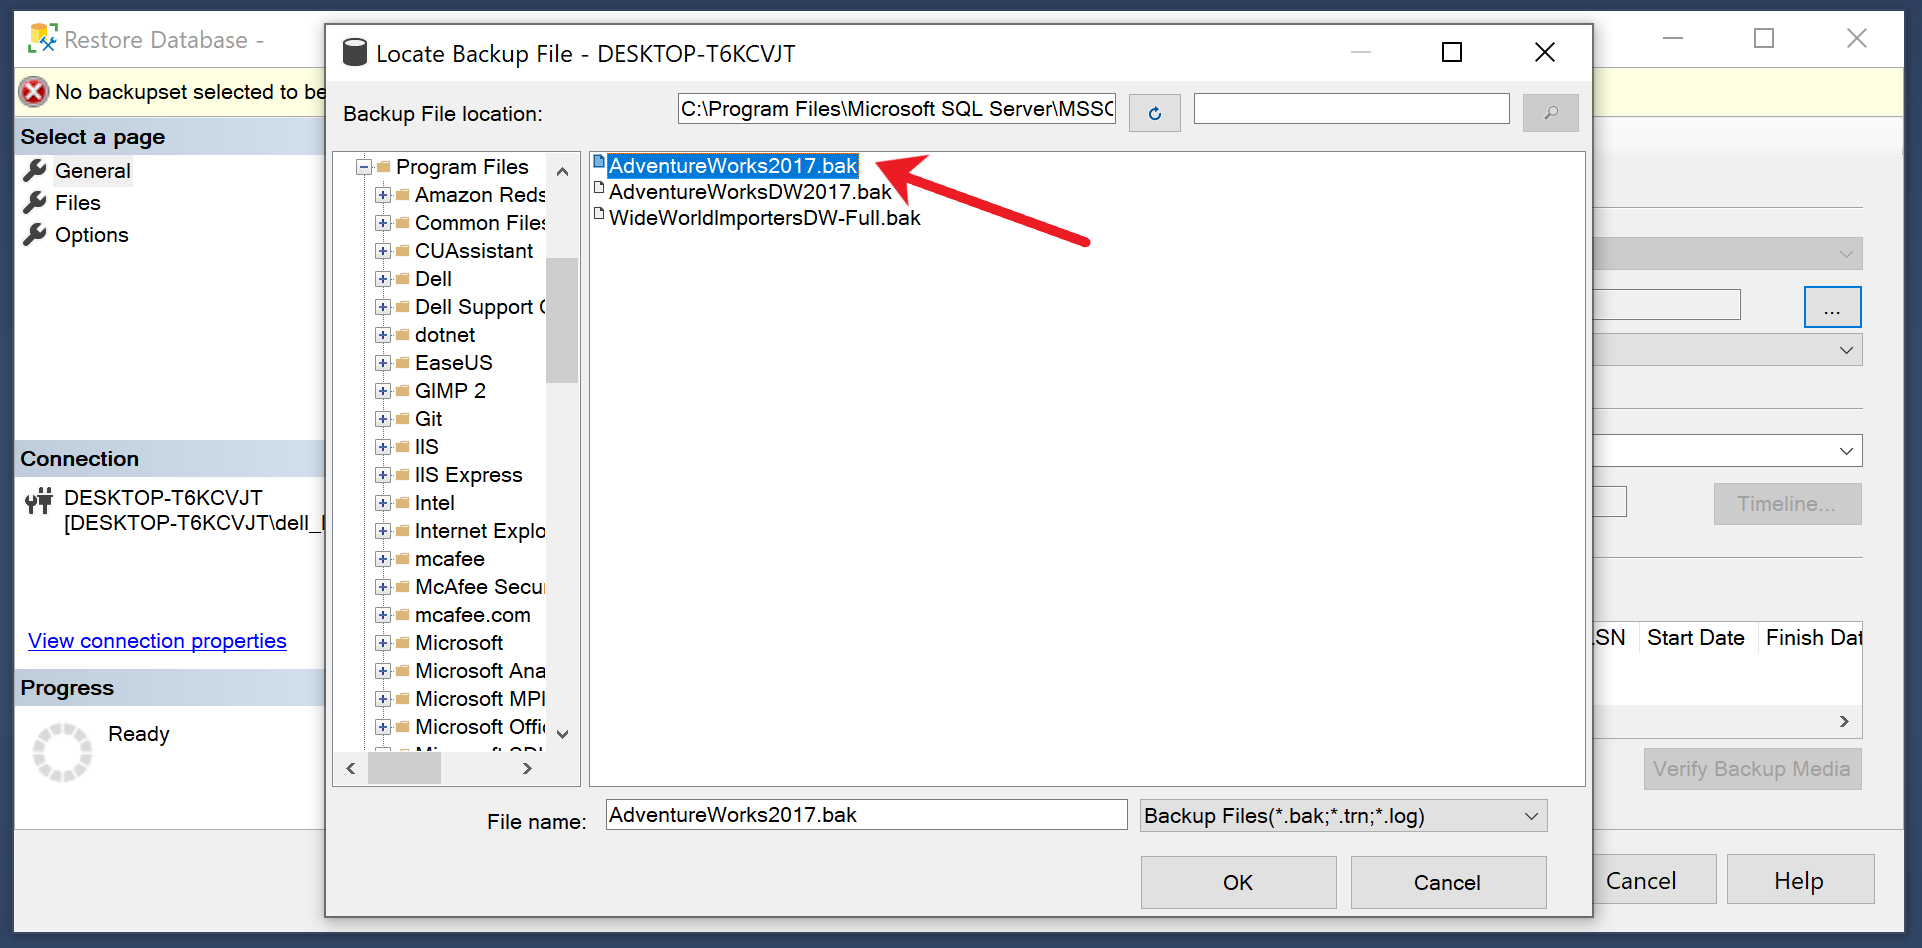 Restore Database -
No backupset selected to be
Select a page
General
Files
Options
Connection
DESKTOP-T6KCVJT
[DESKTOP-T6KCVJT\dell_
View connection properties
Progress
Ready
Locate Backup File - DESKTOP-T6KCVJT
Backup File location:
C:\Program Files\Microsoft SQL Server\MSSQ
Program Files
Amazon Reds
Common Files
CUAssistant
Dell
Dell Support
dotnet
EaseUS
GIMP 2
Git
IIS
IIS Express
Intel
Internet Explo
mcafee
McAfee Secu
mcafee.com
Microsoft
Microsoft Ana
Microsoft MPI
Microsoft Offi
AdventureWorks2017.bak
AdventureWorksDW2017.bak
WideWorldImportersDW-Full.bak
File name:
AdventureWorks2017.bak
Backup Files(*.bak;*.trn;*.log)
OK
Cancel
...
Timeline...
SN
Start Date
Finish Dat
Verify Backup Media
Cancel
Help